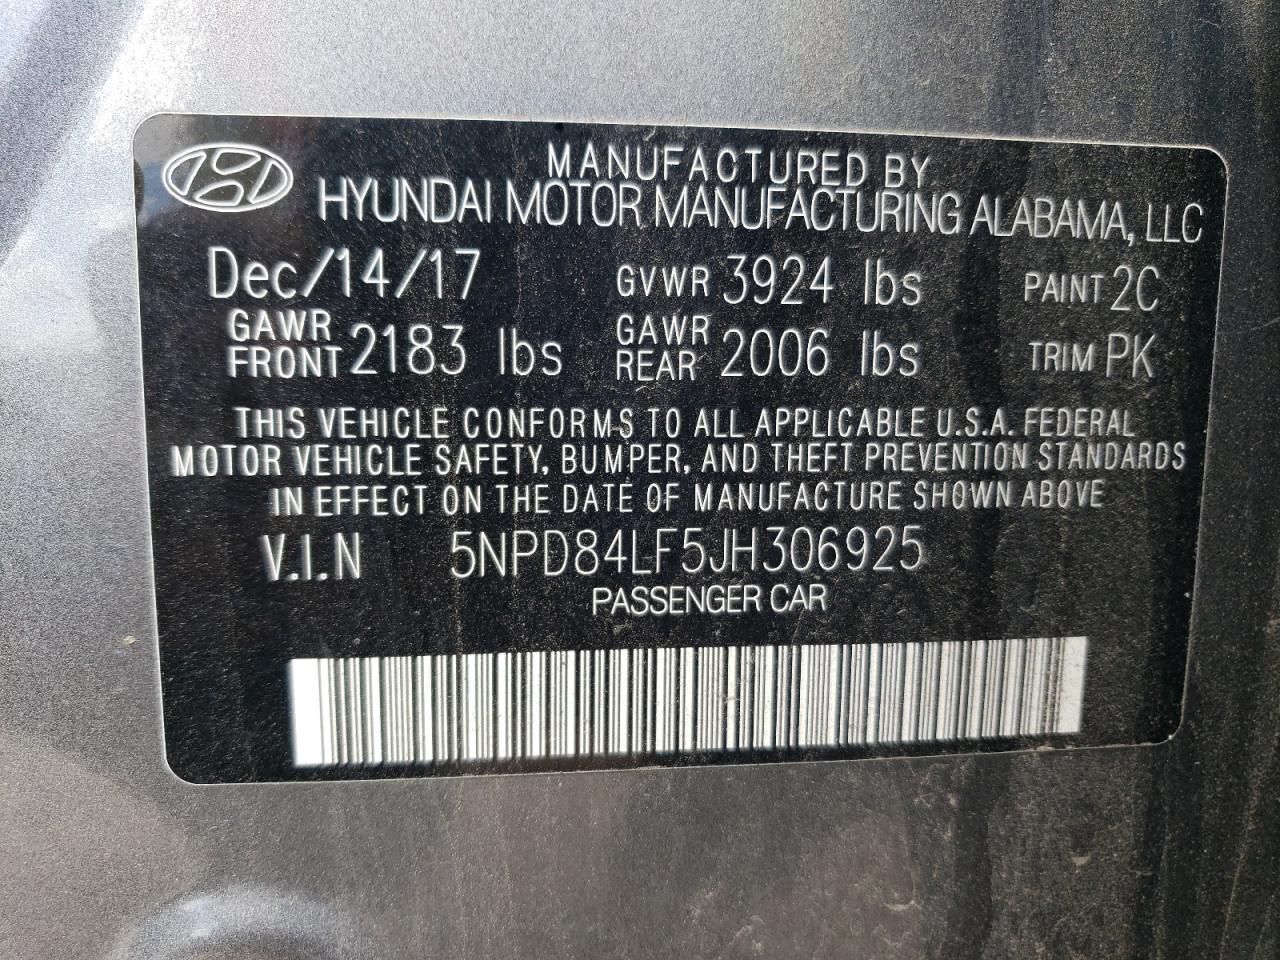 MANUFACTURED BY
HYUNDAI MOTOR MANUFACTURING ALABAMA, LLC
Dec/14/17 GVWR 3924 lbs PAINT 2C
GAWR FRONT 2183 lbs GAWR REAR 2006 lbs TRIM PK
THIS VEHICLE CONFORMS TO ALL APPLICABLE U.S.A. FEDERAL
MOTOR VEHICLE SAFETY, BUMPER, AND THEFT PREVENTION STANDARDS
IN EFFECT ON THE DATE OF MANUFACTURE SHOWN ABOVE
V.I.N 5NPD84LF5JH306925
PASSENGER CAR